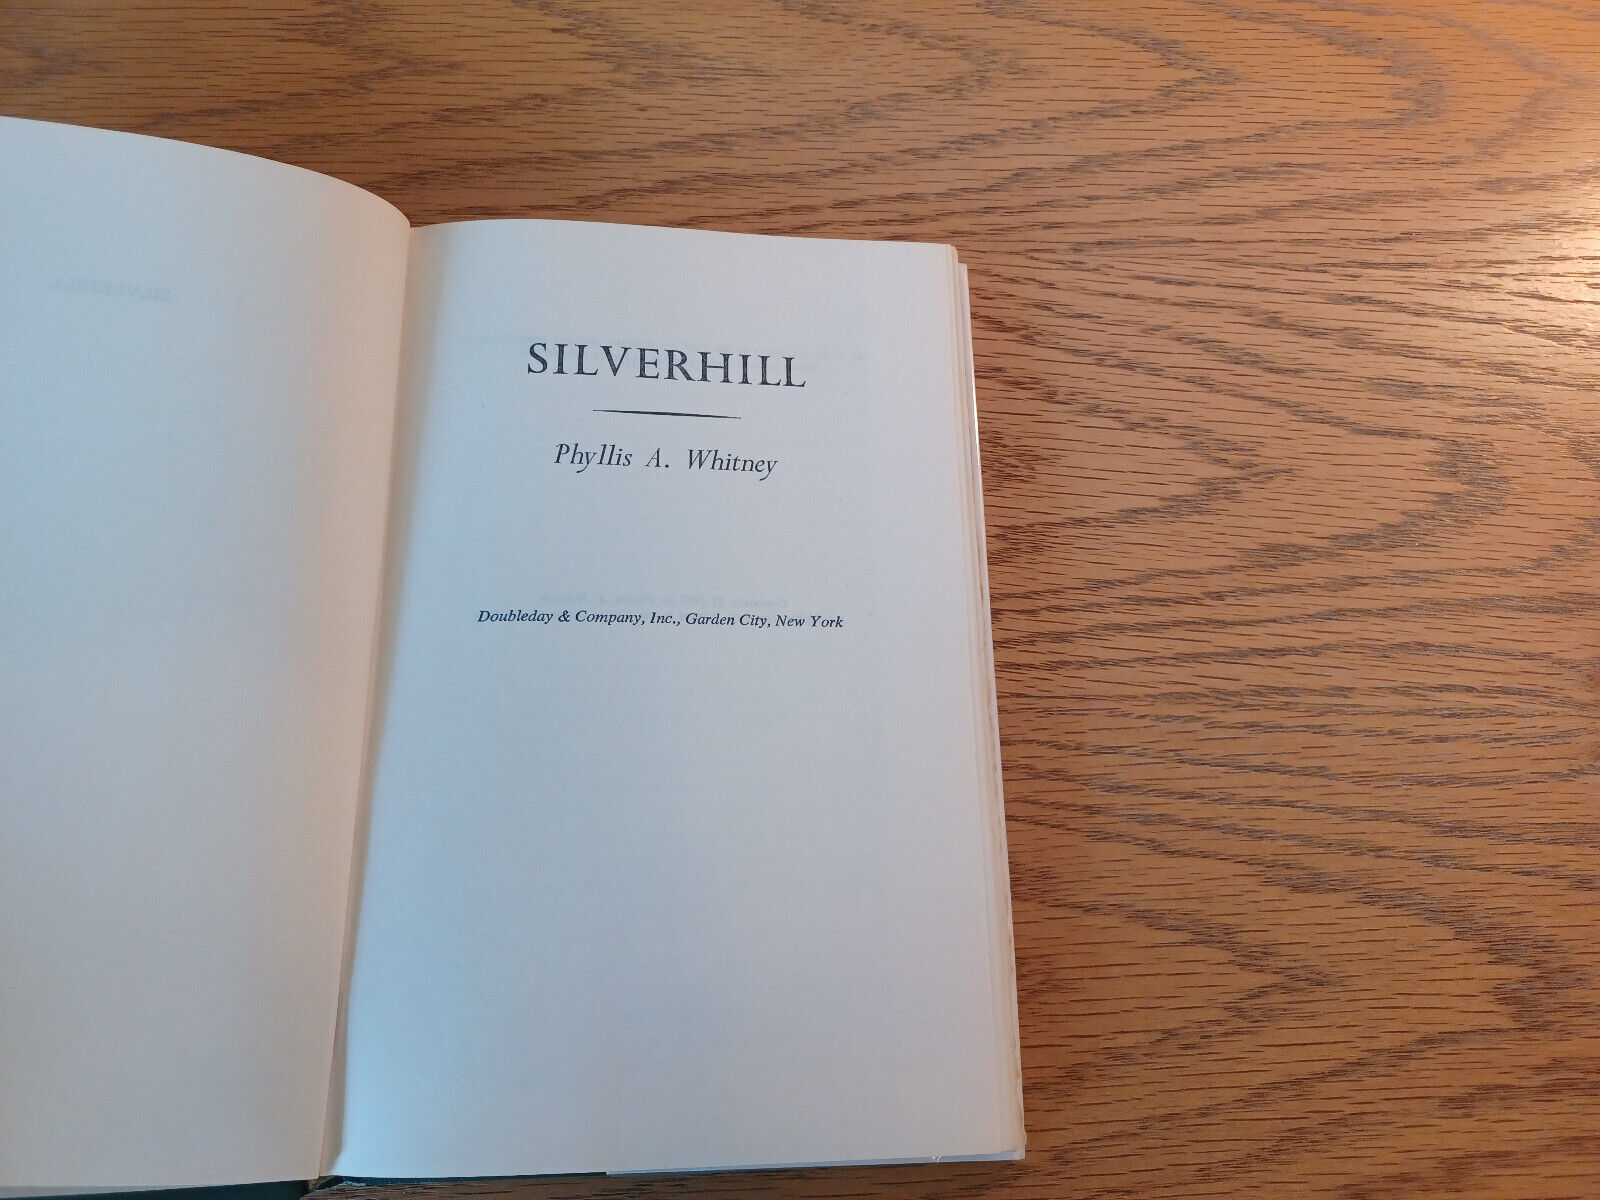 SILVERHILL
Phyllis A. Whitney
Doubleday & Company, Inc., Garden City, New York